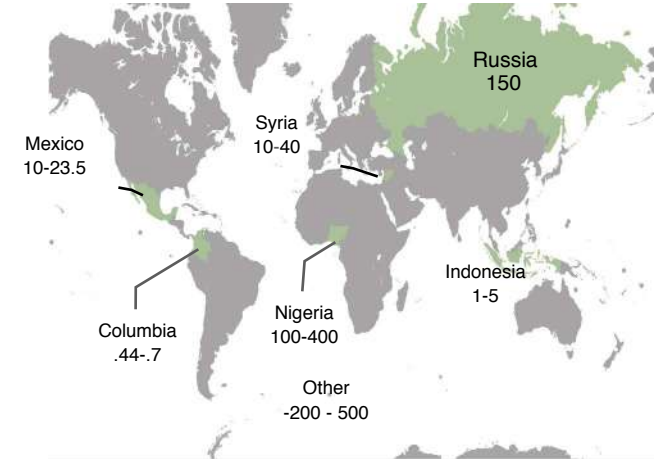 Russia
150
Syria
10-40
Mexico
10-23.5
Indonesia
1-5
Columbia
.44-.7
Nigeria
100-400
Other
-200 - 500